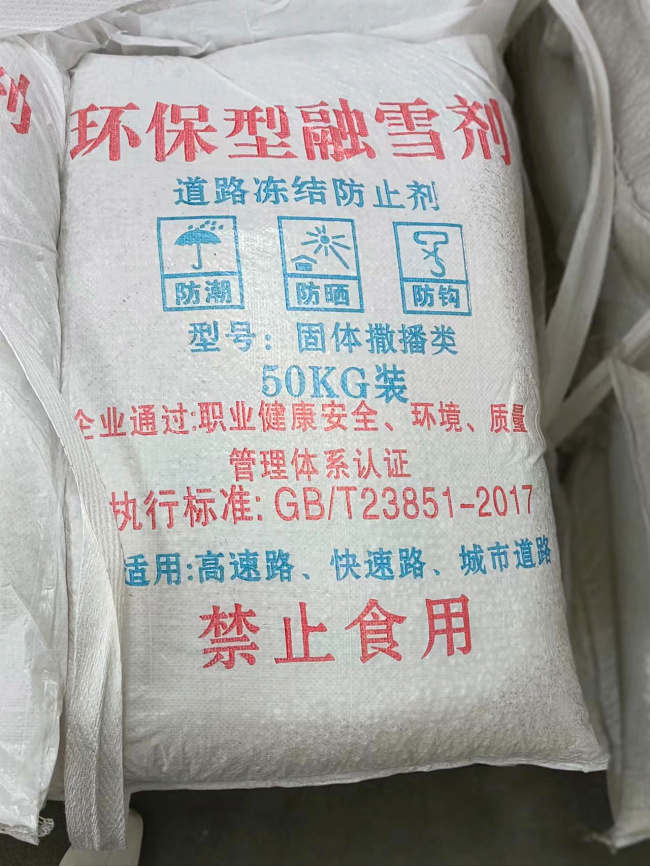 剂
环保型融雪剂
道路冻结防止剂
防潮 防晒 防钩
型号：固体撒播类
50KG装
企业通过:职业健康安全、环境、质量
管理体系认证
执行标准: GB/T23851-2017
适用:高速路、快速路、城市道路
禁止食用